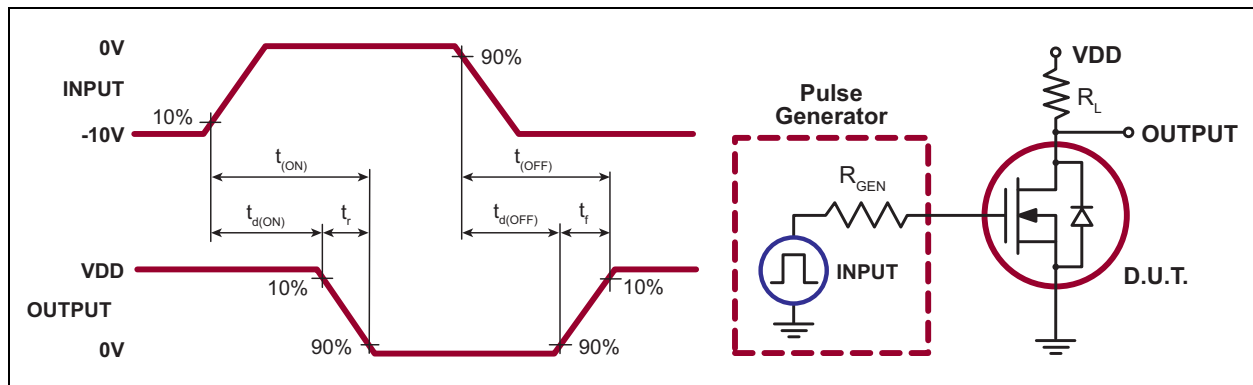 0V
INPUT
-10V
10%
90%
t(ON)
t(OFF)
td(ON)
tr
td(OFF)
tf
VDD
OUTPUT
0V
10%
90%
10%
90%
Pulse
Generator
RGEN
INPUT
VDD
RL
OUTPUT
D.U.T.